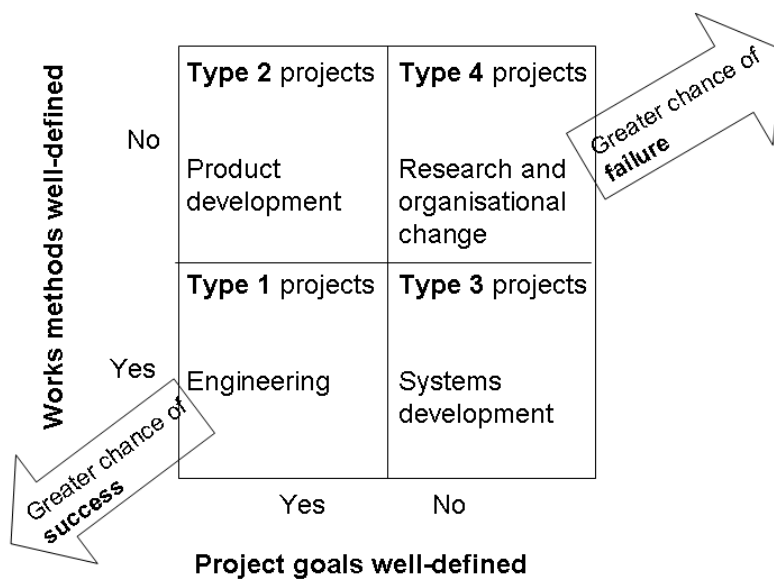 Type 2 projects
Type 4 projects
Greater chance of
failure
No
Product
development
Research and
organisational
change
Works methods well-defined
Type 1 projects
Type 3 projects
Yes
Engineering
Systems
development
Greater chance of
success
Yes
No
Project goals well-defined